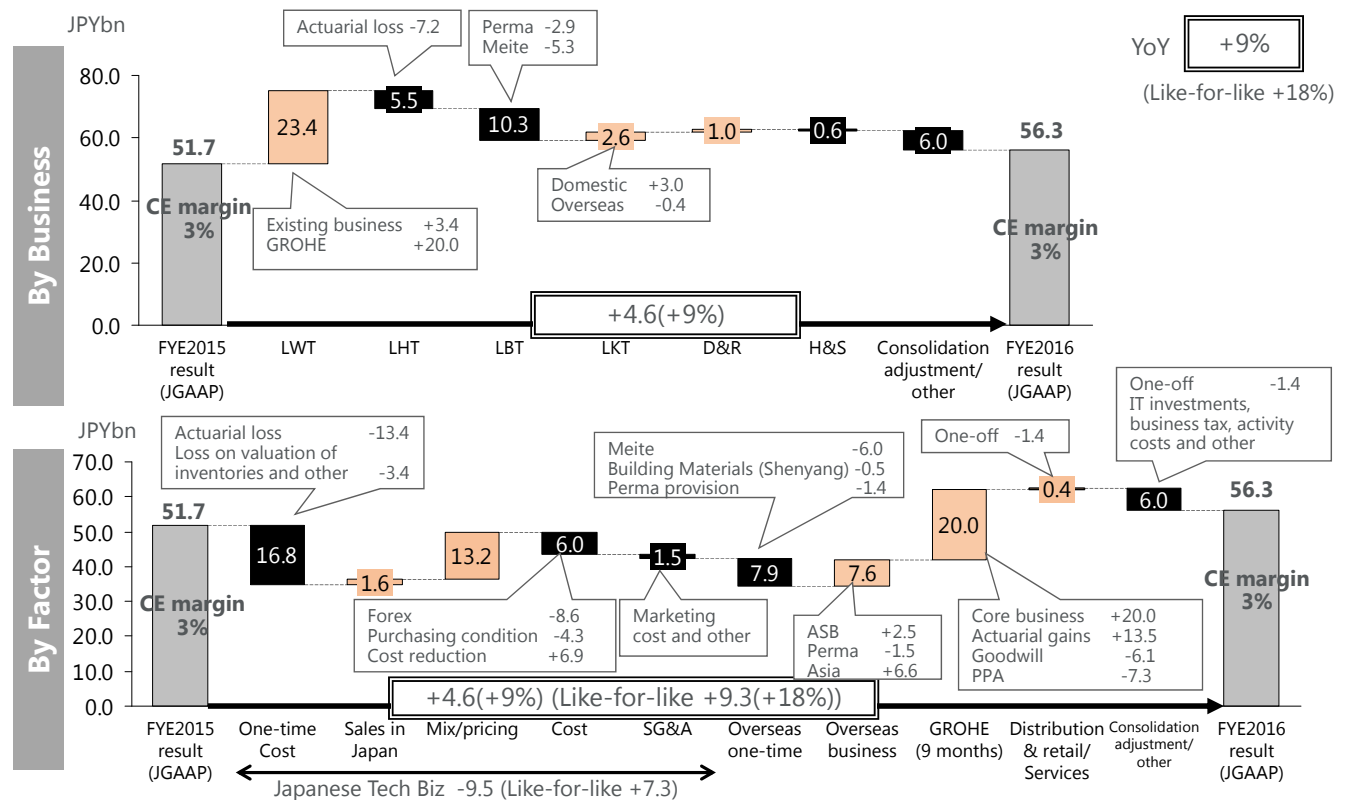 JPYbn
Actuarial loss -7.2
Perma -2.9
Meite -5.3
YoY +9%
(Like-for-like +18%)
By Business
80.0
60.0
40.0
20.0
0.0
51.7
CE margin
3%
23.4
5.5
10.3
2.6
1.0
0.6
6.0
56.3
CE margin
3%
Existing business +3.4
GROHE +20.0
Domestic +3.0
Overseas -0.4
+4.6(+9%)
FYE2015
result
(JGAAP)
LWT
LHT
LBT
LKT
D&R
H&S
Consolidation
adjustment/
other
FYE2016
result
(JGAAP)
JPYbn
By Factor
70.0
60.0
50.0
40.0
30.0
20.0
10.0
0.0
Actuarial loss -13.4
Loss on valuation of
inventories and other -3.4
Meite -6.0
Building Materials (Shenyang) -0.5
Perma provision -1.4
One-off -1.4
One-off -1.4
IT investments,
business tax, activity
costs and other
51.7
CE margin
3%
16.8
1.6
13.2
6.0
1.5
7.9
7.6
20.0
0.4
6.0
56.3
CE margin
3%
Forex -8.6
Purchasing condition -4.3
Cost reduction +6.9
Marketing
cost and other
ASB +2.5
Perma -1.5
Asia +6.6
Core business +20.0
Actuarial gains +13.5
Goodwill -6.1
PPA -7.3
+4.6(+9%) (Like-for-like +9.3(+18%))
FYE2015
result
(JGAAP)
One-time
Cost
Sales in
Japan
Mix/pricing
Cost
SG&A
Overseas
one-time
Overseas
business
GROHE
(9 months)
Distribution
& retail/
Services
Consolidation
adjustment/
other
FYE2016
result
(JGAAP)
Japanese Tech Biz -9.5 (Like-for-like +7.3)